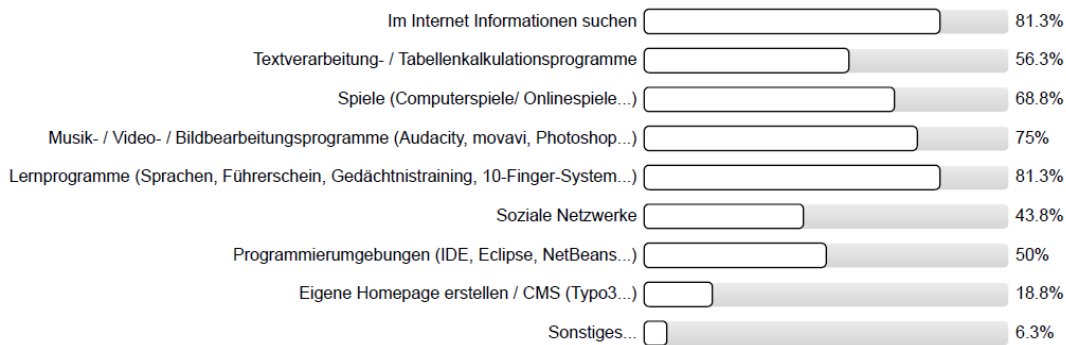 Im Internet Informationen suchen 81.3%
Textverarbeitung- / Tabellenkalkulationsprogramme 56.3%
Spiele (Computerspiele/ Onlinespiele...) 68.8%
Musik- / Video- / Bildbearbeitungsprogramme (Audacity, movavi, Photoshop...) 75%
Lernprogramme (Sprachen, Führerschein, Gedächtnistraining, 10-Finger-System...) 81.3%
Soziale Netzwerke 43.8%
Programmierumgebungen (IDE, Eclipse, NetBeans...) 50%
Eigene Homepage erstellen / CMS (Typo3...) 18.8%
Sonstiges... 6.3%